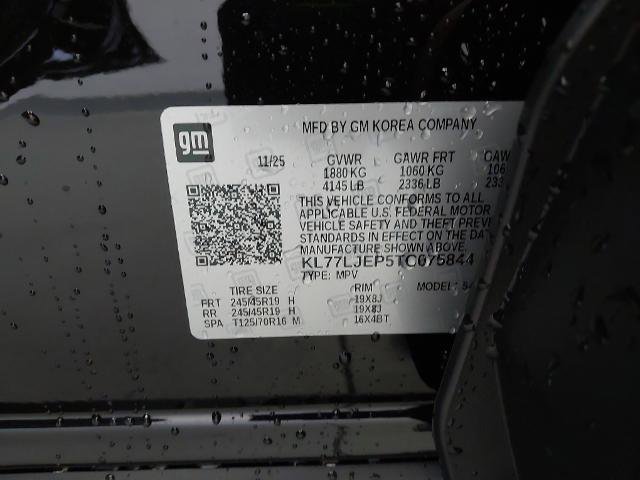 gm
MFD BY GM KOREA COMPANY
11/25 GVWR GAWR FRT
1880 KG 1060 KG
4145 LB 2336 LB
THIS VEHICLE CONFORMS TO ALL
APPLICABLE U.S. FEDERAL MOTOR
VEHICLE SAFETY AND THEFT
STANDARDS IN EFFECT ON THE
MANUFACTURE SHOWN ABOVE.
KL77LJEP5TC075844
TYPE: MPV MODEL:
TIRE SIZE RIM
FRT 245/45R19 H 19X8J
RR 245/45R19 H 19X8J
SPA T125/70R16 M 16X4BT